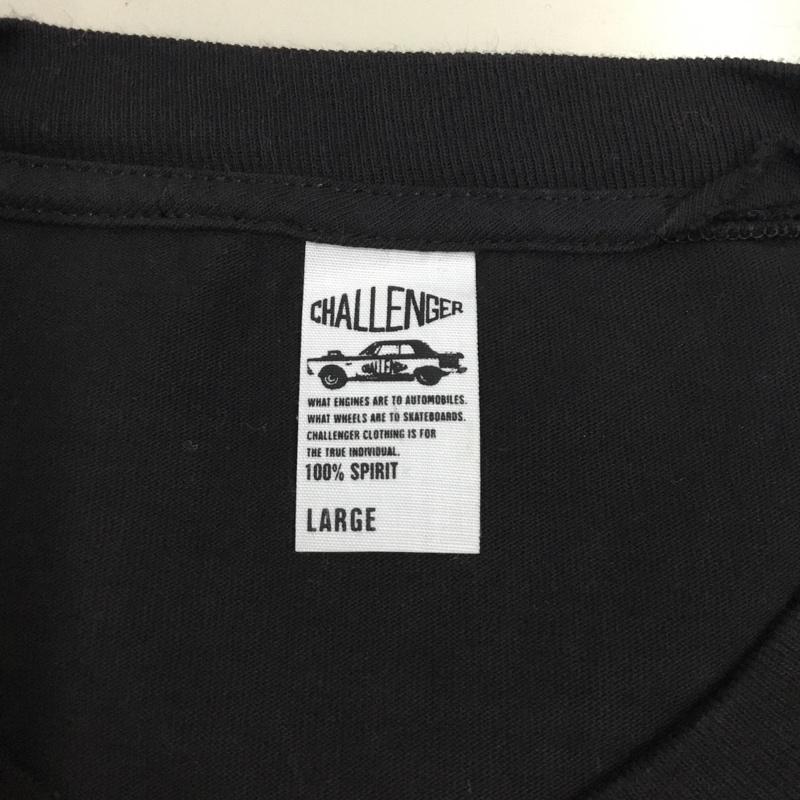 CHALLENGER
CHALLENGER
WHAT ENGINES ARE TO AUTOMOBILES.
WHAT WHEELS ARE TO SKATEBOARDS.
CHALLENGER CLOTHING IS FOR
THE TRUE INDIVIDUAL.
100% SPIRIT
LARGE